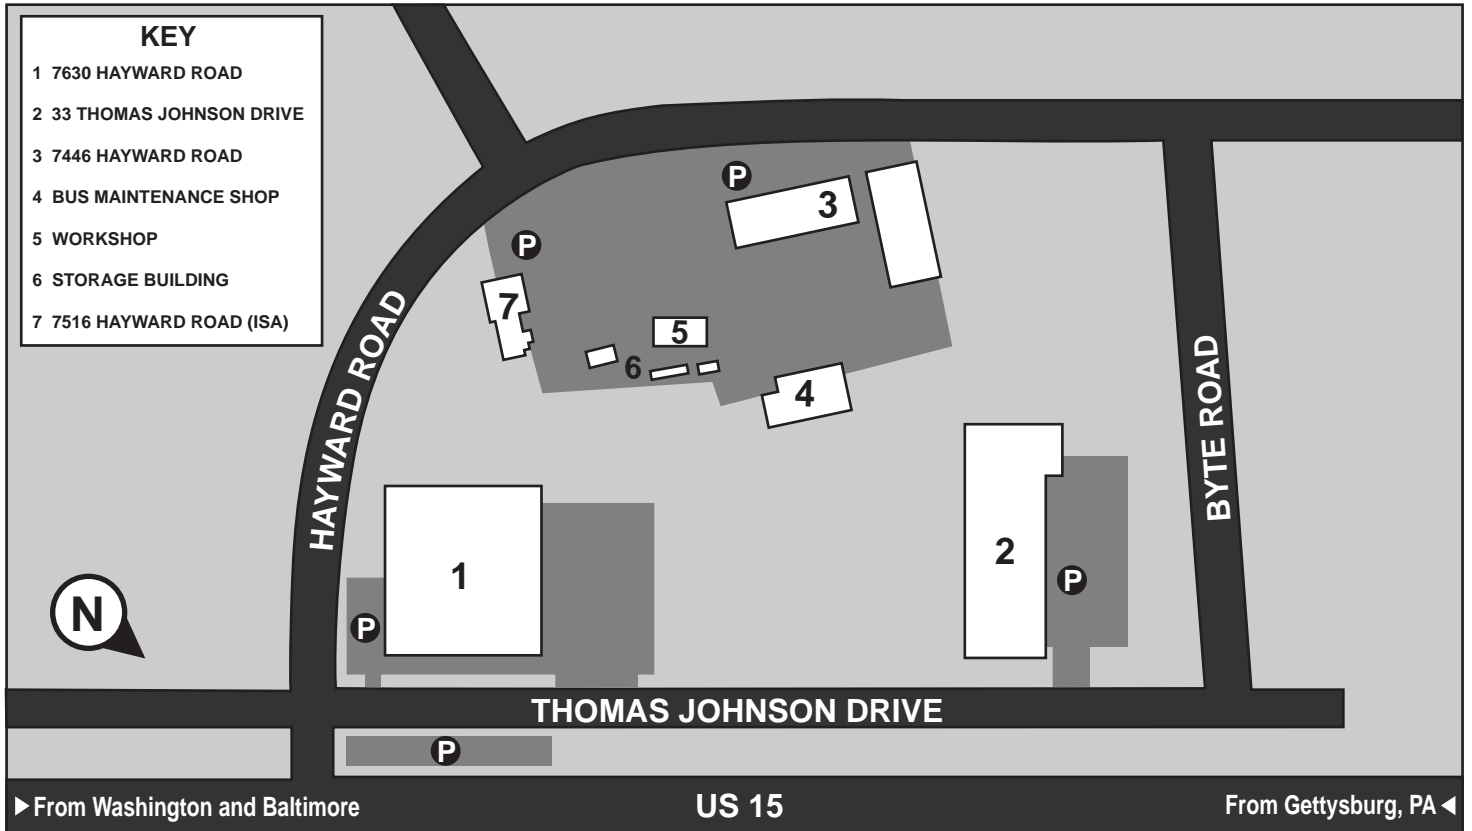 KEY
1 7630 HAYWARD ROAD
2 33 THOMAS JOHNSON DRIVE
3 7446 HAYWARD ROAD
4 BUS MAINTENANCE SHOP
5 WORKSHOP
6 STORAGE BUILDING
7 7516 HAYWARD ROAD (ISA)
P
3
P
7
5
6
4
HAYWARD ROAD
BYTE ROAD
1
2
P
N
P
THOMAS JOHNSON DRIVE
P
From Washington and Baltimore
US 15
From Gettysburg, PA